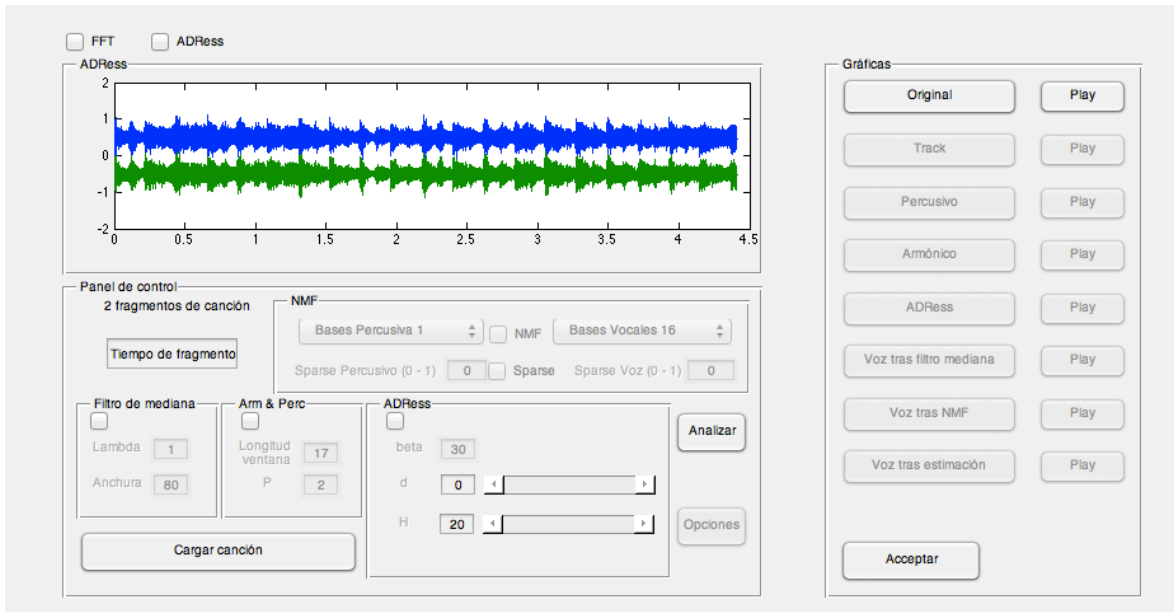 FFT ADRess
ADRess
2
1
0
-1
-2
0 0.5 1 1.5 2 2.5 3 3.5 4 4.5
Panel de control
2 fragmentos de canción
Tiempo de fragmento
NMF
Bases Percusiva 1 NMF Bases Vocales 16
Sparse Percusivo (0 - 1) 0 Sparse Sparse Voz (0 - 1) 0
Filtro de mediana
Lambda 1
Anchura 80
Arm & Perc
Longitud
ventana 17
P 2
ADRess
beta 30
d 0
H 20
Analizar
Opciones
Cargar canción
Gráficas
Original Play
Track Play
Percusivo Play
Armónico Play
ADRess Play
Voz tras filtro mediana Play
Voz tras NMF Play
Voz tras estimación Play
Acceptar